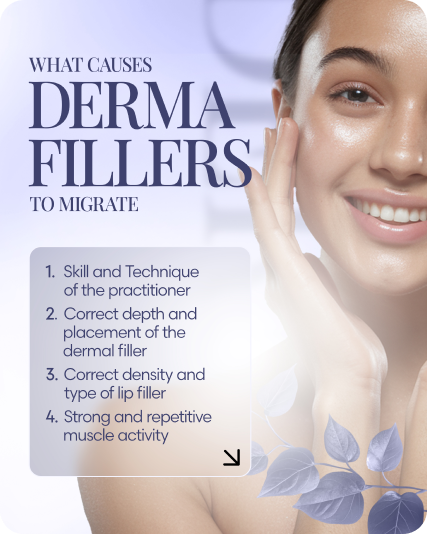 WHAT CAUSES
DERMA
FILLERS
TO MIGRATE
1. Skill and Technique
of the practitioner
2. Correct depth and
placement of the
dermal filler
3. Correct density and
type of lip filler
4. Strong and repetitive
muscle activity